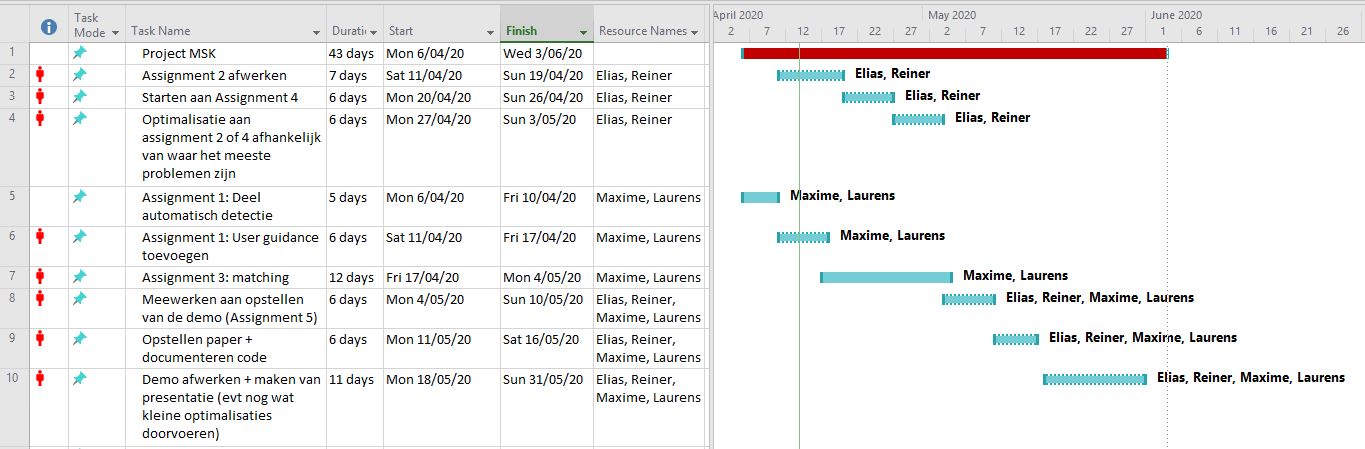 Task
Mode Task Name Duratic Start Finish Resource Names
April 2020 May 2020 June 2020
2 7 12 17 22 27 2 7 12 17 22 27 1 6 11 16 21 26
1 Project MSK 43 days Mon 6/04/20 Wed 3/06/20
2 Assignment 2 afwerken 7 days Sat 11/04/20 Sun 19/04/20 Elias, Reiner Elias, Reiner
3 Starten aan Assignment 4 6 days Mon 20/04/20 Sun 26/04/20 Elias, Reiner Elias, Reiner
4 Optimalisatie aan 6 days Mon 27/04/20 Sun 3/05/20 Elias, Reiner Elias, Reiner
assignment 2 of 4 afhankelijk
van waar het meeste
problemen zijn
5 Assignment 1: Deel 5 days Mon 6/04/20 Fri 10/04/20 Maxime, Laurens Maxime, Laurens
automatisch detectie
6 Assignment 1: User guidance 6 days Sat 11/04/20 Fri 17/04/20 Maxime, Laurens Maxime, Laurens
toevoegen
7 Assignment 3: matching 12 days Fri 17/04/20 Mon 4/05/20 Maxime, Laurens Maxime, Laurens
8 Meewerken aan opstellen 6 days Mon 4/05/20 Sun 10/05/20 Elias, Reiner, Elias, Reiner, Maxime, Laurens
van de demo (Assignment 5) Maxime, Laurens
9 Opstellen paper + 6 days Mon 11/05/20 Sat 16/05/20 Elias, Reiner, Elias, Reiner, Maxime, Laurens
documenteren code Maxime, Laurens
10 Demo afwerken + maken van 11 days Mon 18/05/20 Sun 31/05/20 Elias, Reiner, Elias, Reiner, Maxime, Laurens
presentatie (evt nog wat Maxime, Laurens
kleine optimalisaties
doorvoeren)